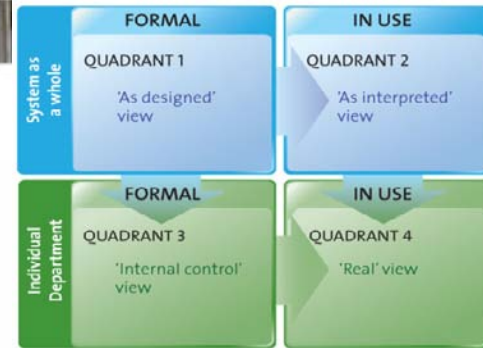 FORMAL
IN USE
System as
a whole
QUADRANT 1
QUADRANT 2
'As designed'
view
'As interpreted'
view
FORMAL
IN USE
Individual
Department
QUADRANT 3
QUADRANT 4
'Internal control'
view
'Real' view